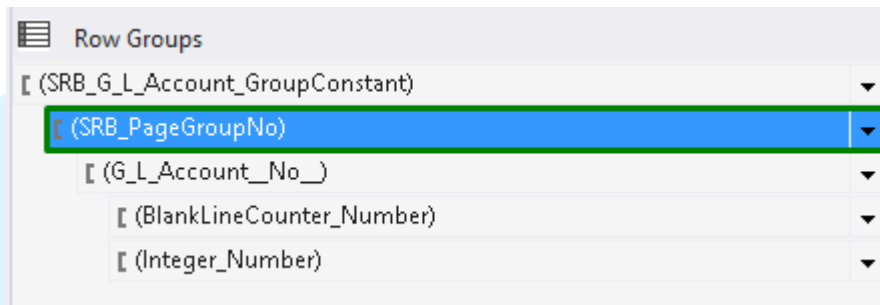 Row Groups
(SRB_G_L_Account_GroupConstant)
(SRB_PageGroupNo)
(G_L_Account__No__)
(BlankLineCounter_Number)
(Integer_Number)